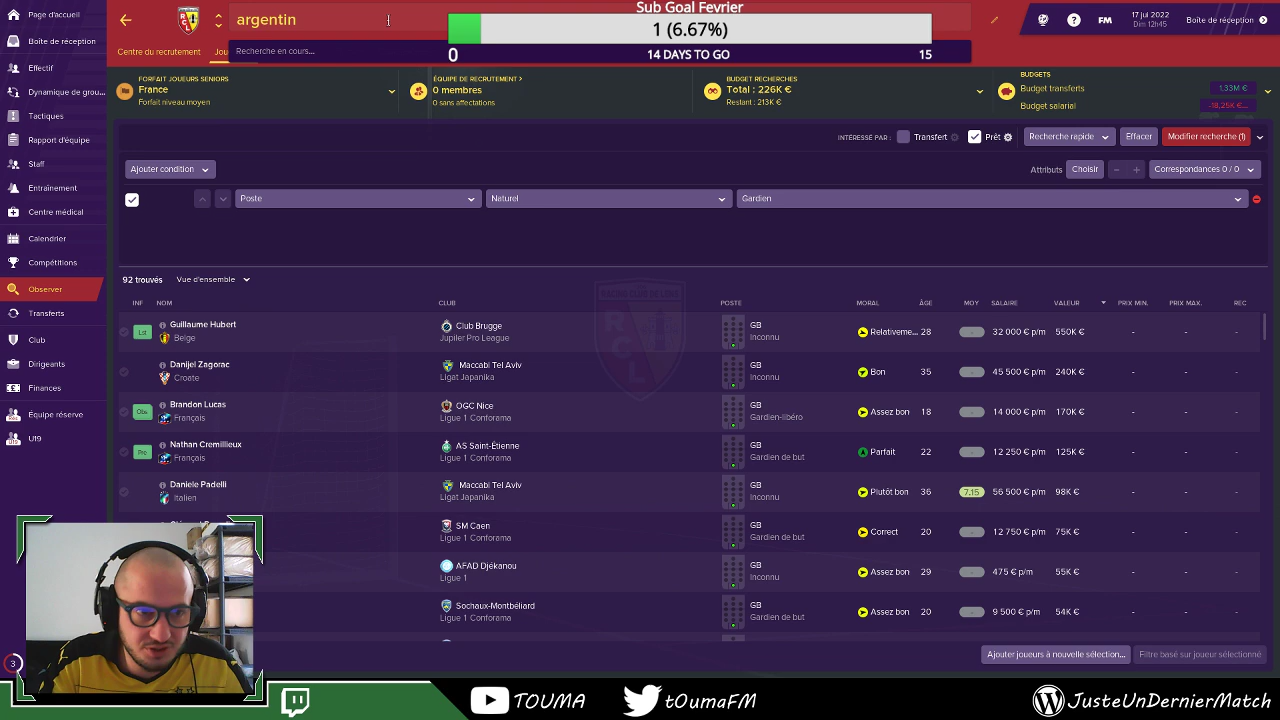 argentin
Sub Goal Fevrier
1 (6.67%)
0
14 DAYS TO GO
15
FM
17 juil 2022
Dim 12h45
Boîte de réception
Centre du recrutement
Jou
Recherche en cours...
FORFAIT JOUEURS SENIORS
France
Forfait niveau moyen
ÉQUIPE DE RECRUTEMENT >
0 membres
0 sans affectations
BUDGET RECHERCHES
Total : 226K €
Restant : 213K €
BUDGETS
Budget transferts
1,33M €
Budget salarial
-18,25K €...
Page d'accueil
Boîte de réception
Effectif
Dynamique de grou...
Tactiques
Rapport d'équipe
Staff
Entraînement
Centre médical
Calendrier
Compétitions
Observer
Transferts
Club
Dirigeants
Finances
Équipe réserve
U19
3
INTÉRESSÉ PAR :
Transfert
Prêt
Recherche rapide
Effacer
Modifier recherche (1)
Ajouter condition
Attributs
Choisir
Correspondances 0 / 0
Poste
Naturel
Gardien
92 trouvés
Vue d'ensemble
INF NOM CLUB POSTE MORAL ÂGE MOY SALAIRE VALEUR PRIX MIN. PRIX MAX. REC
Lst Guillaume Hubert Club Brugge GB Relativeme... 28 - 32 000 € p/m 550K € - - -
Belge Jupiler Pro League Inconnu
Danijel Zagorac Maccabi Tel Aviv GB Bon 35 - 45 500 € p/m 240K € - - -
Croate Ligat Japanika Inconnu
Obs Brandon Lucas OGC Nice GB Assez bon 18 - 14 000 € p/m 170K € - - -
Français Ligue 1 Conforama Gardien-libéro
Pro Nathan Cremillieux AS Saint-Étienne GB Parfait 22 - 12 250 € p/m 125K € - - -
Français Ligue 1 Conforama Gardien de but
Daniele Padelli Maccabi Tel Aviv GB Plutôt bon 36 7.15 56 500 € p/m 98K € - - -
Italien Ligat Japanika Inconnu
SM Caen GB Correct 20 - 12 750 € p/m 75K € - - -
Ligue 1 Conforama Gardien de but
AFAD Djékanou GB Assez bon 29 - 475 € p/m 55K € - - -
Ligue 1 Inconnu
Sochaux-Montbéliard GB Assez bon 20 - 9 500 € p/m 54K € - - -
Ligue 1 Conforama Gardien de but
Ajouter joueurs à nouvelle sélection...
Filtre basé sur joueur sélectionné
TOUMA
tOumaFM
JusteUnDernierMatch